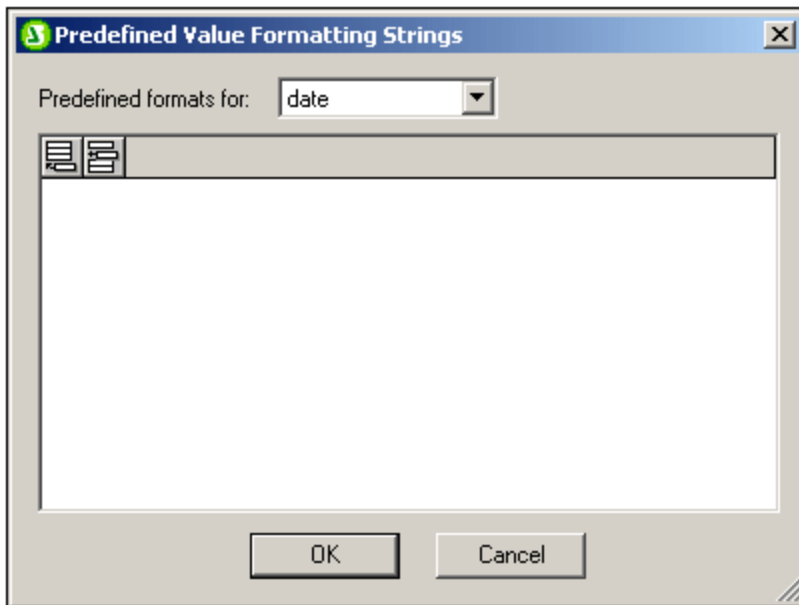 Predefined Value Formatting Strings
Predefined formats for: date
OK Cancel